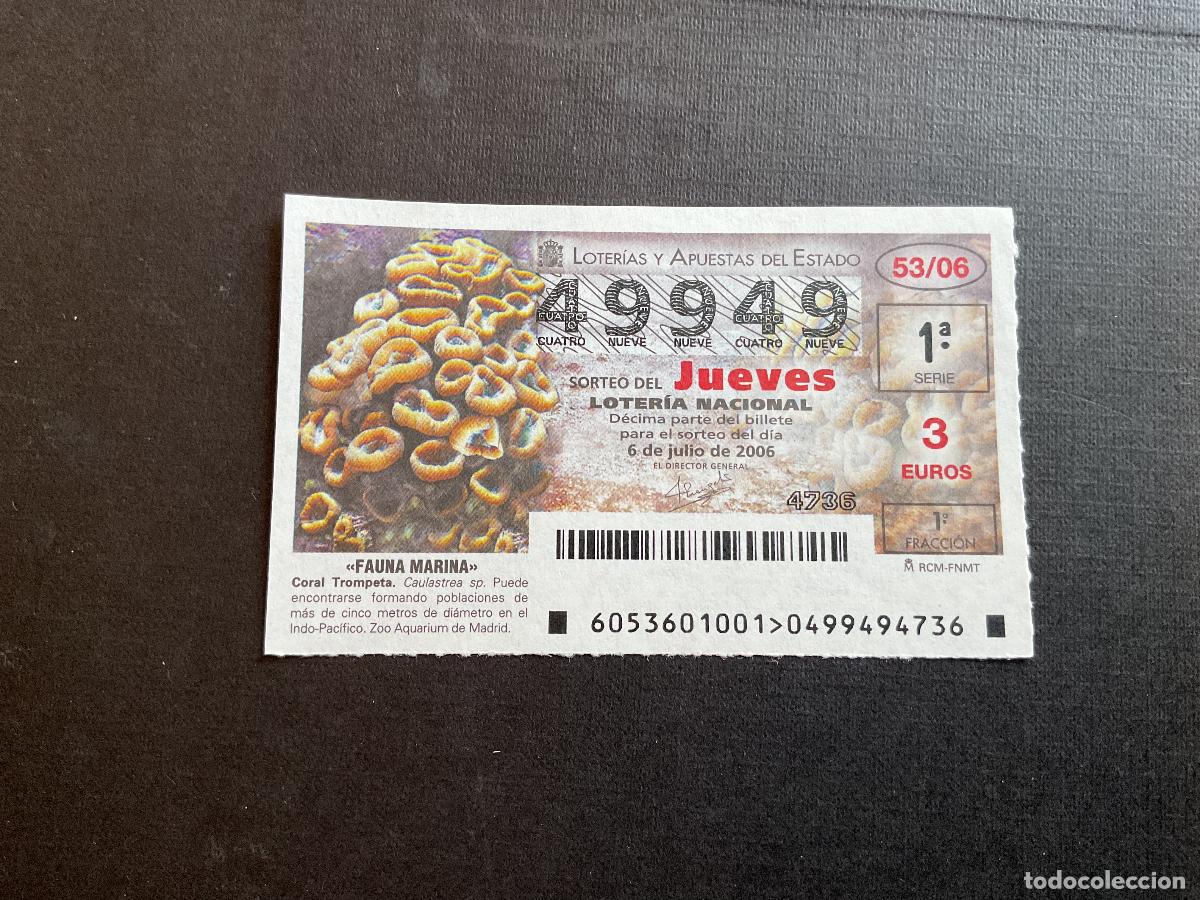 LOTERÍAS Y APUESTAS DEL ESTADO
53/06
49949
CUATRO NUEVE NUEVE CUATRO NUEVE
1ª
SERIE
SORTEO DEL Jueves
LOTERÍA NACIONAL
Décima parte del billete
para el sorteo del día
6 de julio de 2006
EL DIRECTOR GENERAL
3
EUROS
4736
1ª
FRACCIÓN
RCM-FNMT
«FAUNA MARINA»
Coral Trompeta. Caulastrea sp. Puede
encontrarse formando poblaciones de
más de cinco metros de diámetro en el
Indo-Pacífico. Zoo Aquarium de Madrid.
6053601001>0499494736
todocoleccion